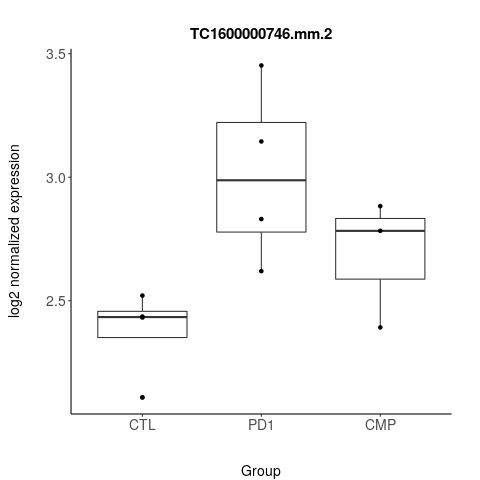 TC1600000746.mm.2
log2 normalized expression
3.5
3.0
2.5
CTL PD1 CMP
Group